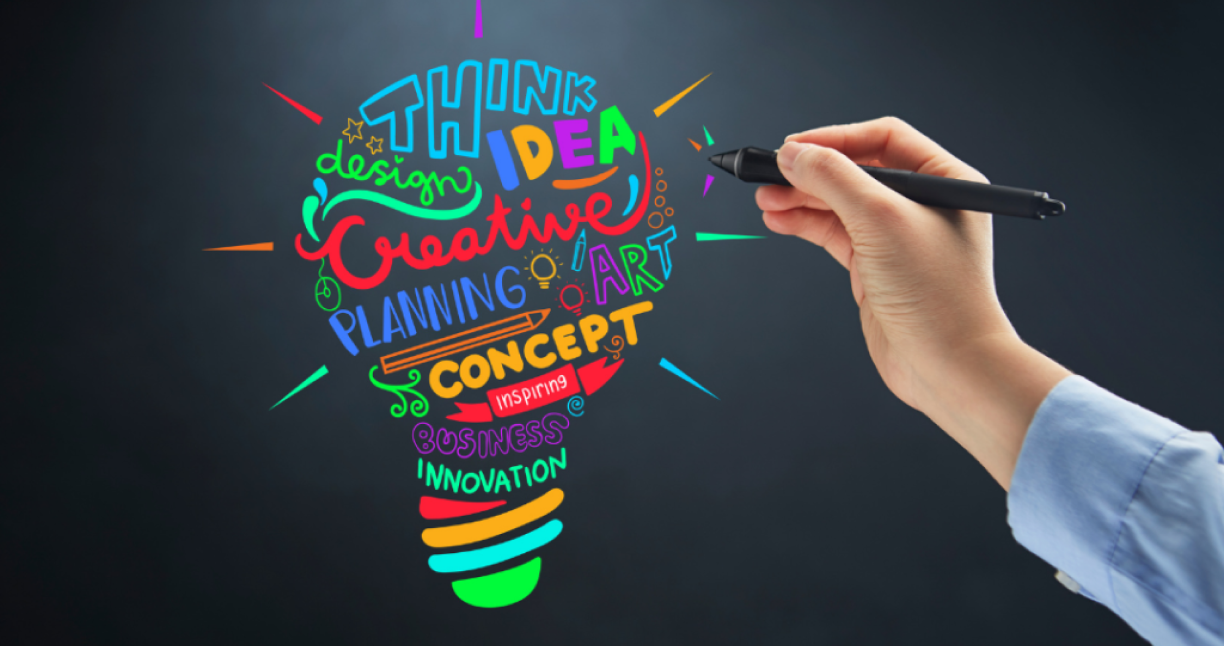 THINK
IDEA
design
Creative
PLANNING
ART
CONCEPT
Inspiring
BUSINESS
INNOVATION